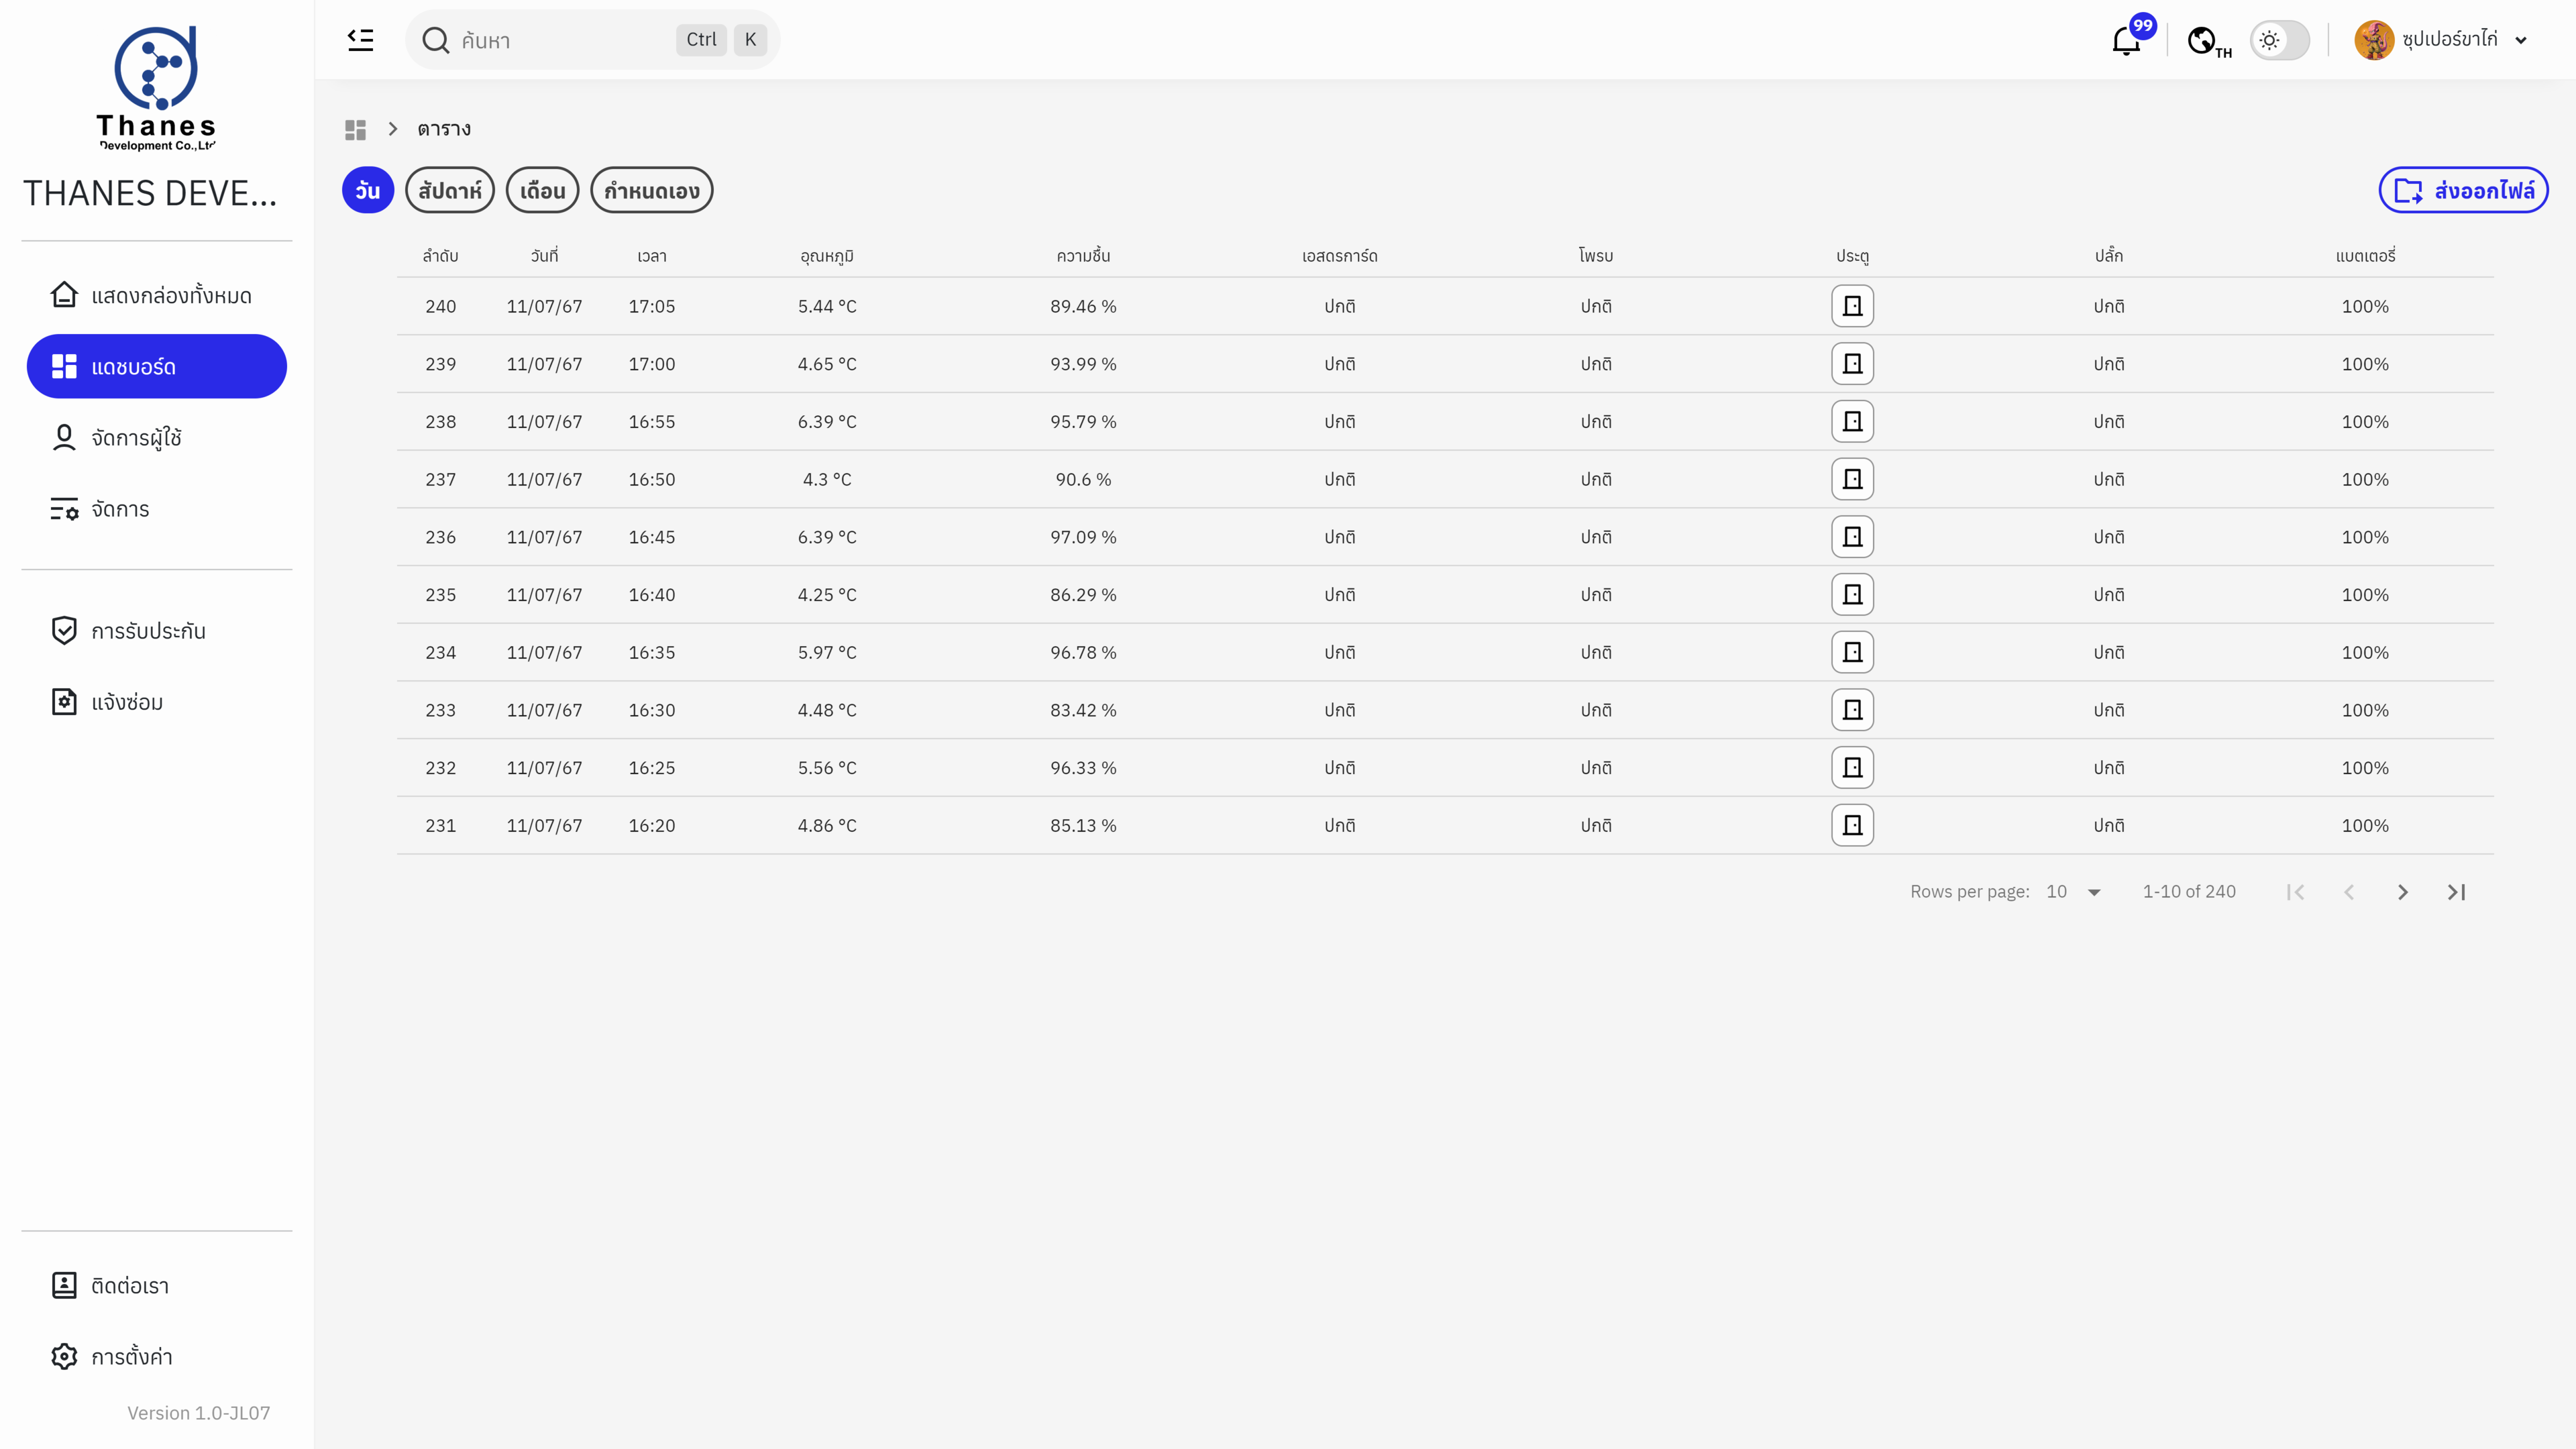 Thanes
Development Co.,Ltd
THANES DEVE...
แสดงกล่องทั้งหมด
แดชบอร์ด
จัดการผู้ใช้
จัดการ
การรับประกัน
แจ้งซ่อม
ติดต่อเรา
การตั้งค่า
Version 1.0-JL07
ค้นหา Ctrl K
99 TH ซุปเปอร์ขาไก่
ตาราง
วัน สัปดาห์ เดือน กำหนดเอง ส่งออกไฟล์
ลำดับ วันที่ เวลา อุณหภูมิ ความชื้น เอสดรการ์ด โพรบ ประตู ปลั๊ก แบตเตอรี่
240 11/07/67 17:05 5.44 °C 89.46 % ปกติ ปกติ ปกติ 100%
239 11/07/67 17:00 4.65 °C 93.99 % ปกติ ปกติ ปกติ 100%
238 11/07/67 16:55 6.39 °C 95.79 % ปกติ ปกติ ปกติ 100%
237 11/07/67 16:50 4.3 °C 90.6 % ปกติ ปกติ ปกติ 100%
236 11/07/67 16:45 6.39 °C 97.09 % ปกติ ปกติ ปกติ 100%
235 11/07/67 16:40 4.25 °C 86.29 % ปกติ ปกติ ปกติ 100%
234 11/07/67 16:35 5.97 °C 96.78 % ปกติ ปกติ ปกติ 100%
233 11/07/67 16:30 4.48 °C 83.42 % ปกติ ปกติ ปกติ 100%
232 11/07/67 16:25 5.56 °C 96.33 % ปกติ ปกติ ปกติ 100%
231 11/07/67 16:20 4.86 °C 85.13 % ปกติ ปกติ ปกติ 100%
Rows per page: 10 1-10 of 240